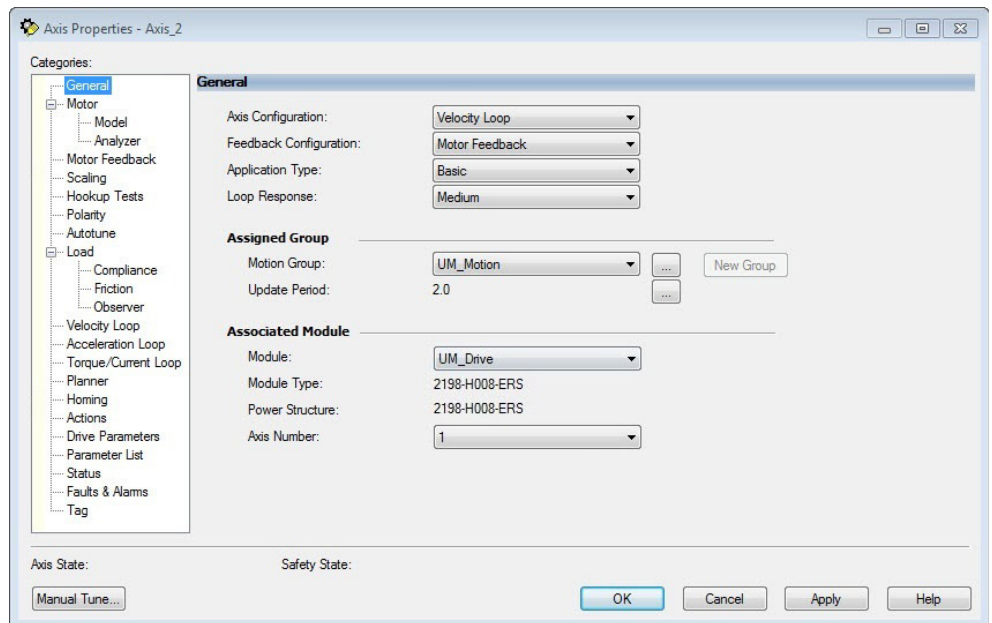 Axis Properties - Axis_2
Categories:
General
Motor
Model
Analyzer
Motor Feedback
Scaling
Hookup Tests
Polarity
Autotune
Load
Compliance
Friction
Observer
Velocity Loop
Acceleration Loop
Torque/Current Loop
Planner
Homing
Actions
Drive Parameters
Parameter List
Status
Faults & Alarms
Tag
General
Axis Configuration: Velocity Loop
Feedback Configuration: Motor Feedback
Application Type: Basic
Loop Response: Medium
Assigned Group
Motion Group: UM_Motion ... New Group
Update Period: 2.0 ...
Associated Module
Module: UM_Drive
Module Type: 2198-H008-ERS
Power Structure: 2198-H008-ERS
Axis Number: 1
Axis State: Safety State:
Manual Tune... OK Cancel Apply Help